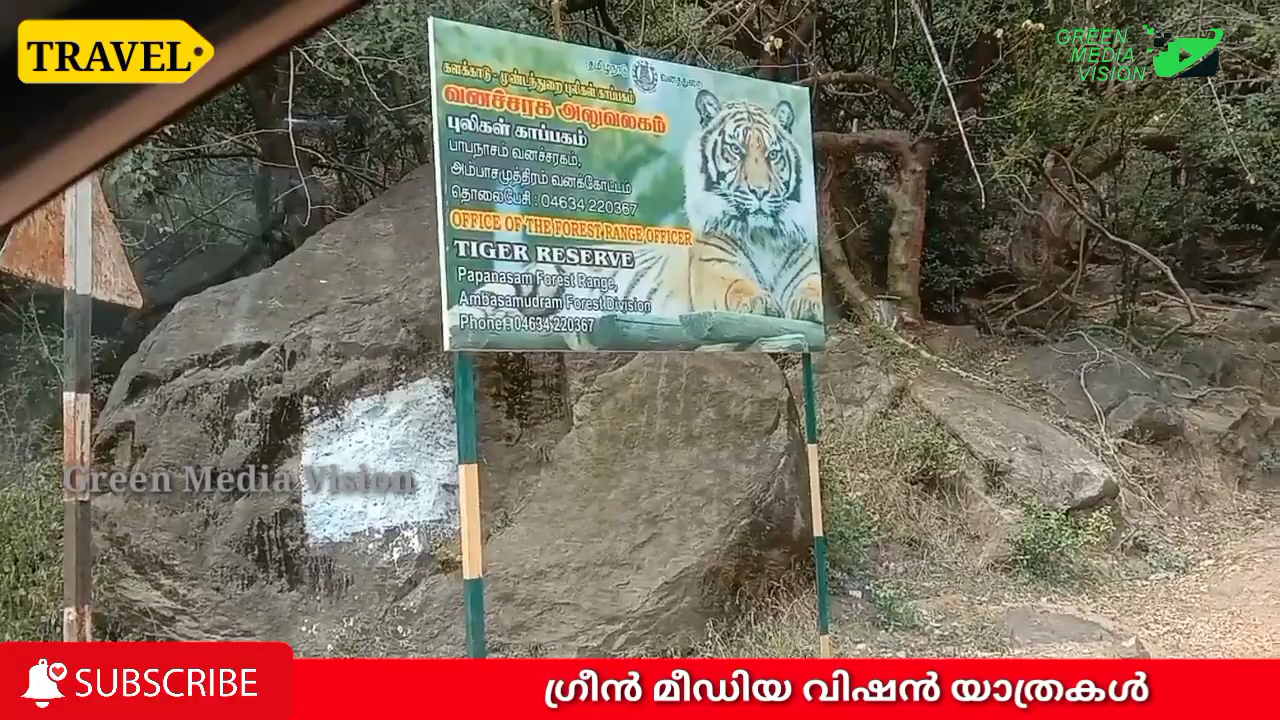 TRAVEL
GREEN
MEDIA
VISION
தமிழ்நாடு வனத்துறை
களக்காடு - முண்டந்துறை புலிகள் காப்பகம்
வனச்சரக அலுவலகம்
புலிகள் காப்பகம்
பாபநாசம் வனச்சரகம்,
அம்பாசமுத்திரம் வனக்கோட்டம்
தொலைபேசி : 04634 220367
OFFICE OF THE FOREST RANGE OFFICER
TIGER RESERVE
Papanasam Forest Range,
Ambasamudram Forest Division
Phone : 04634 220367
Green Media Vision
SUBSCRIBE
ഗ്രീൻ മീഡിയ വിഷൻ യാത്രകൾ